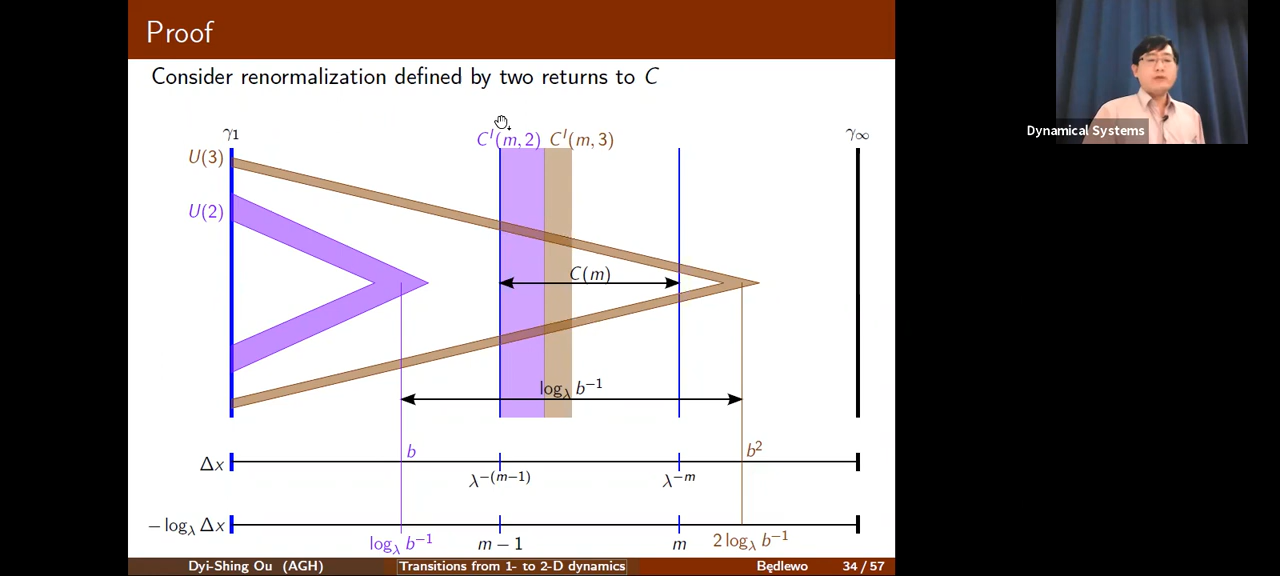 Proof
Consider renormalization defined by two returns to C
Dynamical Systems
γ1
C^I(m, 2) C^I(m, 3)
γ∞
U(3)
U(2)
C(m)
log_λ b^{-1}
b
b^2
Δx
λ^{-(m-1)}
λ^{-m}
− log_λ Δx
log_λ b^{-1}
m − 1
m
2 log_λ b^{-1}
Dyi-Shing Ou (AGH)
Transitions from 1- to 2-D dynamics
Będlewo
34 / 57